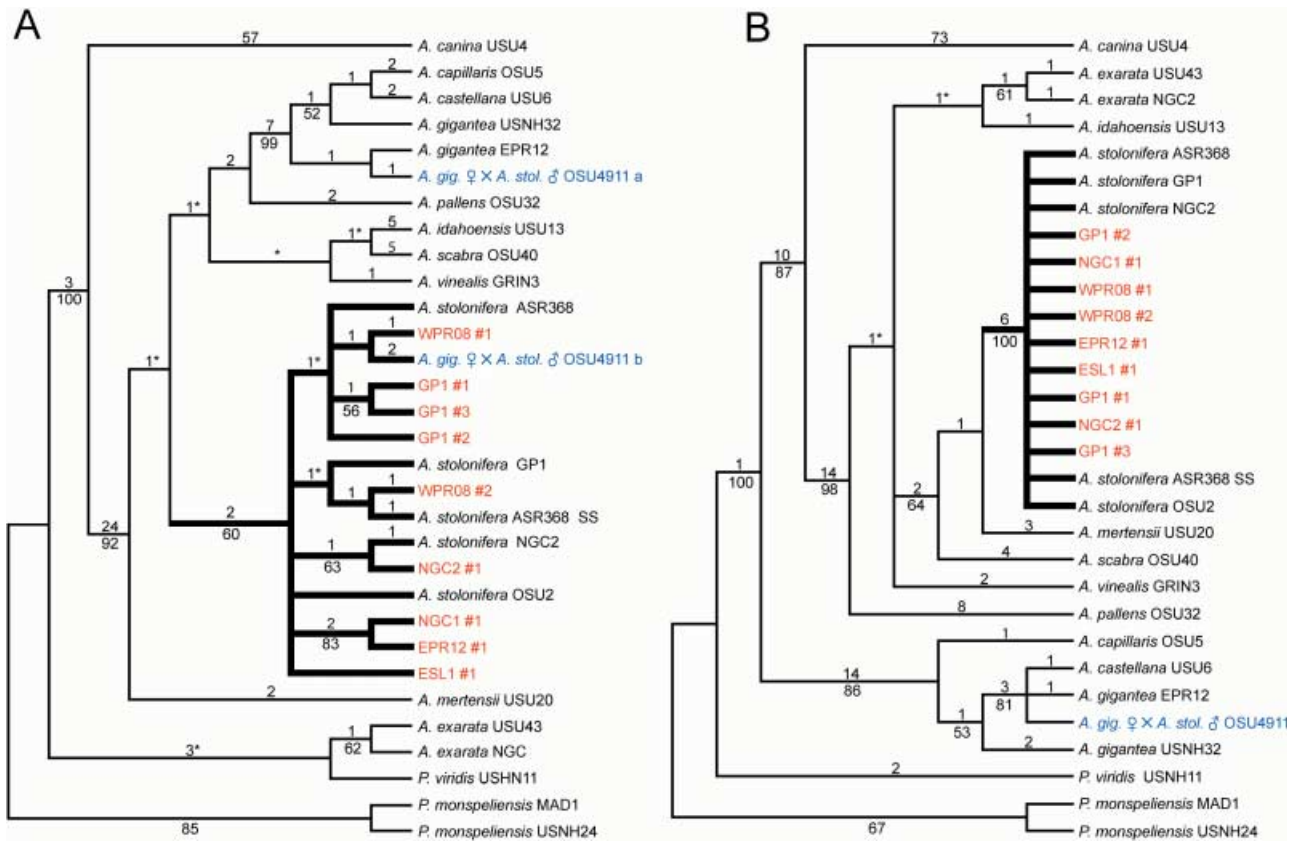 A
57
A. canina USU4
2
A. capillaris OSU5
1
2
A. castellana USU6
1
52
A. gigantea USNH32
7
99
A. gigantea EPR12
1
1
A. gig. ♀ X A. stol. ♂ OSU4911 a
2
2
A. pallens OSU32
1*
5
A. idahoensis USU13
1*
5
A. scabra OSU40
*
1
A. vinealis GRIN3
3
100
A. stolonifera ASR368
1
WPR08 #1
1
2
A. gig. ♀ X A. stol. ♂ OSU4911 b
1*
1*
1
56
GP1 #1
GP1 #3
GP1 #2
A. stolonifera GP1
1*
1
WPR08 #2
1
1
A. stolonifera ASR368 SS
2
60
24
92
1
A. stolonifera NGC2
1
63
NGC2 #1
A. stolonifera OSU2
2
83
NGC1 #1
EPR12 #1
ESL1 #1
2
A. mertensii USU20
A. exarata USU43
1
62
3*
A. exarata NGC
P. viridis USHN11
P. monspeliensis MAD1
85
P. monspeliensis USNH24
B
73
A. canina USU4
1
A. exarata USU43
1
61
1*
1
A. exarata NGC2
1
A. idahoensis USU13
A. stolonifera ASR368
A. stolonifera GP1
A. stolonifera NGC2
GP1 #2
10
87
NGC1 #1
WPR08 #1
WPR08 #2
6
100
1*
EPR12 #1
ESL1 #1
GP1 #1
1
NGC2 #1
GP1 #3
14
98
2
64
A. stolonifera ASR368 SS
A. stolonifera OSU2
3
A. mertensii USU20
4
A. scabra OSU40
2
A. vinealis GRIN3
8
A. pallens OSU32
1
100
1
A. capillaris OSU5
14
86
1
A. castellana USU6
3
81
1
A. gigantea EPR12
1
53
A. gig. ♀ X A. stol. ♂ OSU4911
2
A. gigantea USNH32
2
P. viridis USNH11
P. monspeliensis MAD1
67
P. monspeliensis USNH24